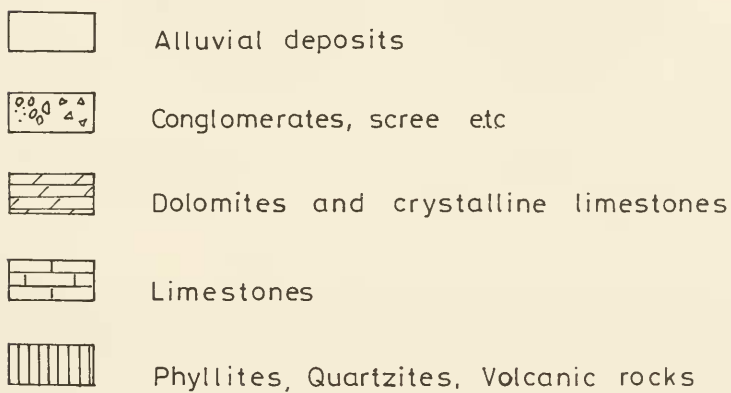 Alluvial deposits
Conglomerates, scree etc
Dolomites and crystalline limestones
Limestones
Phyllites, Quartzites, Volcanic rocks